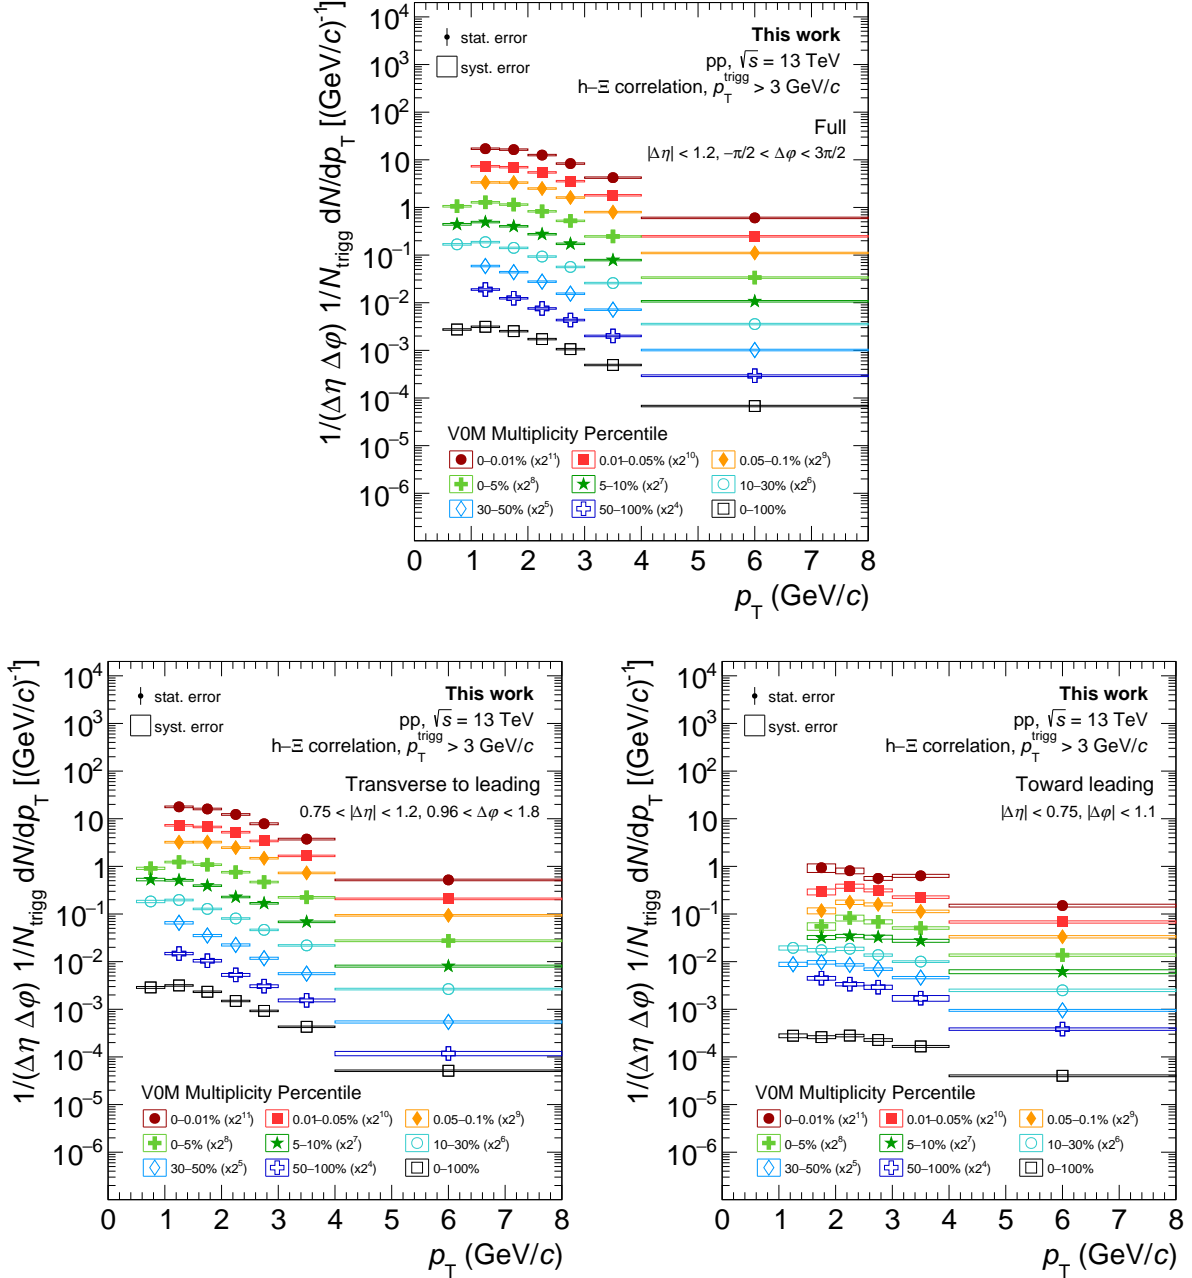 This work
stat. error
pp, √s = 13 TeV
syst. error
h–Ξ correlation, p_T^trigg > 3 GeV/c
Full
|Δη| < 1.2, −π/2 < Δφ < 3π/2
1/(Δη Δφ) 1/N_trigg dN/dp_T [(GeV/c)^-1]
10^4
10^3
10^2
10
1
10^−1
10^−2
10^−3
10^−4
10^−5
10^−6
V0M Multiplicity Percentile
0–0.01% (x2^11) 0.01–0.05% (x2^10) 0.05–0.1% (x2^9)
0–5% (x2^8) 5–10% (x2^7) 10–30% (x2^6)
30–50% (x2^5) 50–100% (x2^4) 0–100%
0 1 2 3 4 5 6 7 8
p_T (GeV/c)
This work
stat. error
pp, √s = 13 TeV
syst. error
h–Ξ correlation, p_T^trigg > 3 GeV/c
Transverse to leading
0.75 < |Δη| < 1.2, 0.96 < Δφ < 1.8
1/(Δη Δφ) 1/N_trigg dN/dp_T [(GeV/c)^-1]
10^4
10^3
10^2
10
1
10^−1
10^−2
10^−3
10^−4
10^−5
10^−6
V0M Multiplicity Percentile
0–0.01% (x2^11) 0.01–0.05% (x2^10) 0.05–0.1% (x2^9)
0–5% (x2^8) 5–10% (x2^7) 10–30% (x2^6)
30–50% (x2^5) 50–100% (x2^4) 0–100%
0 1 2 3 4 5 6 7 8
p_T (GeV/c)
This work
stat. error
pp, √s = 13 TeV
syst. error
h–Ξ correlation, p_T^trigg > 3 GeV/c
Toward leading
|Δη| < 0.75, |Δφ| < 1.1
1/(Δη Δφ) 1/N_trigg dN/dp_T [(GeV/c)^-1]
10^4
10^3
10^2
10
1
10^−1
10^−2
10^−3
10^−4
10^−5
10^−6
V0M Multiplicity Percentile
0–0.01% (x2^11) 0.01–0.05% (x2^10) 0.05–0.1% (x2^9)
0–5% (x2^8) 5–10% (x2^7) 10–30% (x2^6)
30–50% (x2^5) 50–100% (x2^4) 0–100%
0 1 2 3 4 5 6 7 8
p_T (GeV/c)